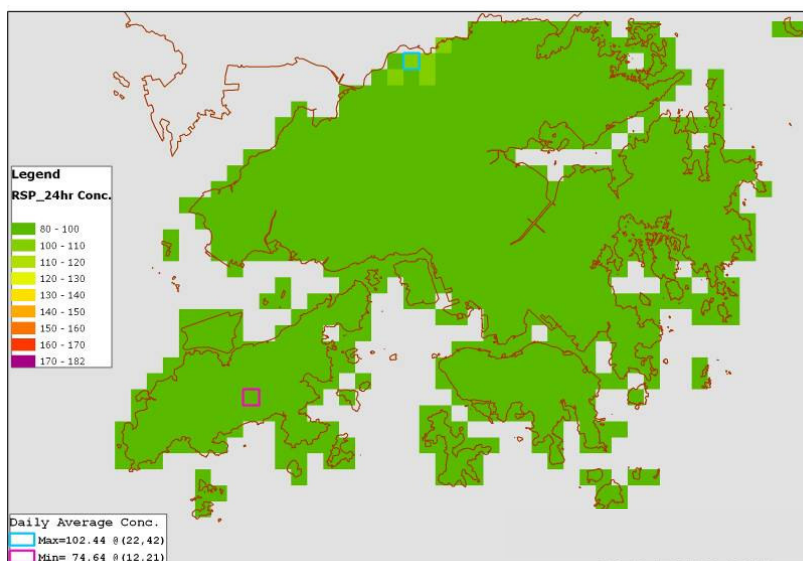 Legend
RSP_24hr Conc.
80 - 100
100 - 110
110 - 120
120 - 130
130 - 140
140 - 150
150 - 160
160 - 170
170 - 182
Daily Average Conc.
Max=102.44 @(22,42)
Min= 74.64 @(12,21)